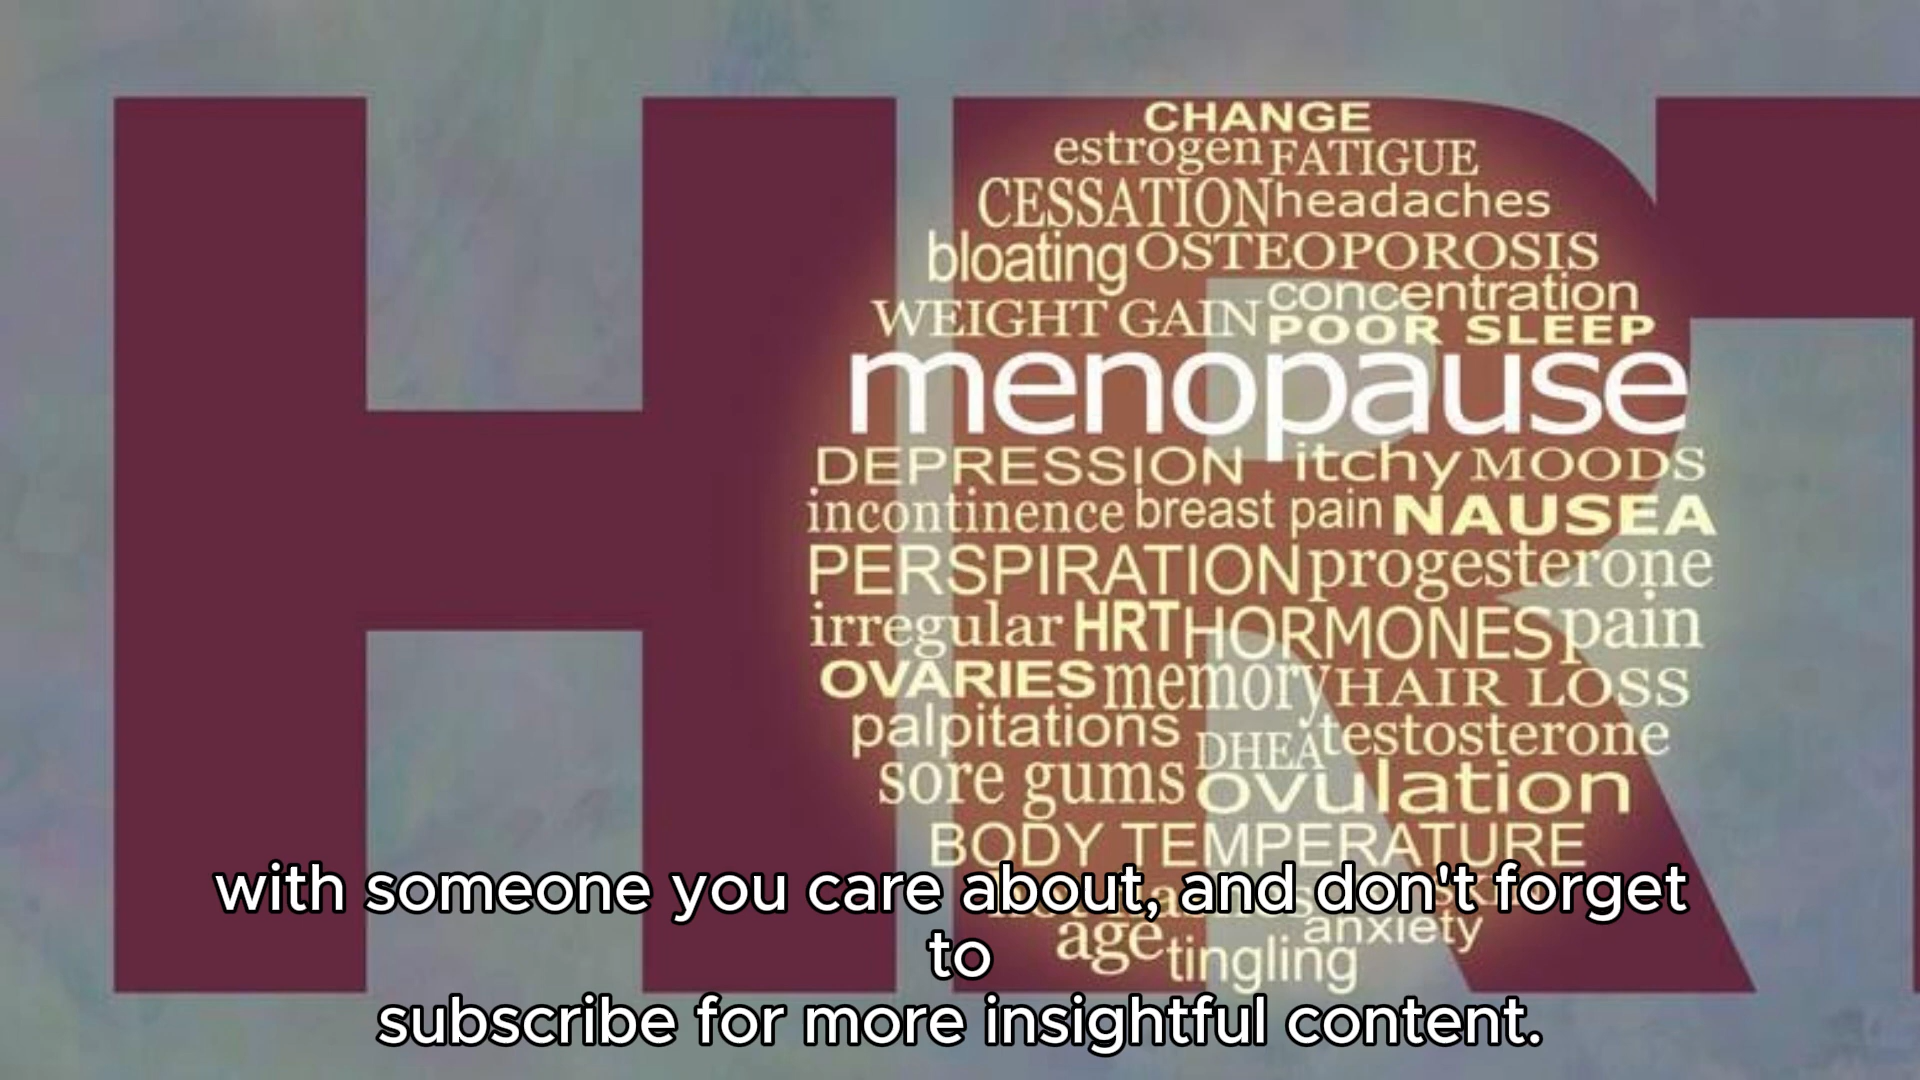 HRT
CHANGE
estrogen FATIGUE
CESSATION headaches
bloating OSTEOPOROSIS
WEIGHT GAIN concentration
POOR SLEEP
menopause
DEPRESSION itchy MOODS
incontinence breast pain NAUSEA
PERSPIRATION progesterone
irregular HRT HORMONES pain
OVARIES memory HAIR LOSS
palpitations DHEA testosterone
sore gums ovulation
BODY TEMPERATURE
age tingling anxiety
with someone you care about, and don't forget
to
subscribe for more insightful content.